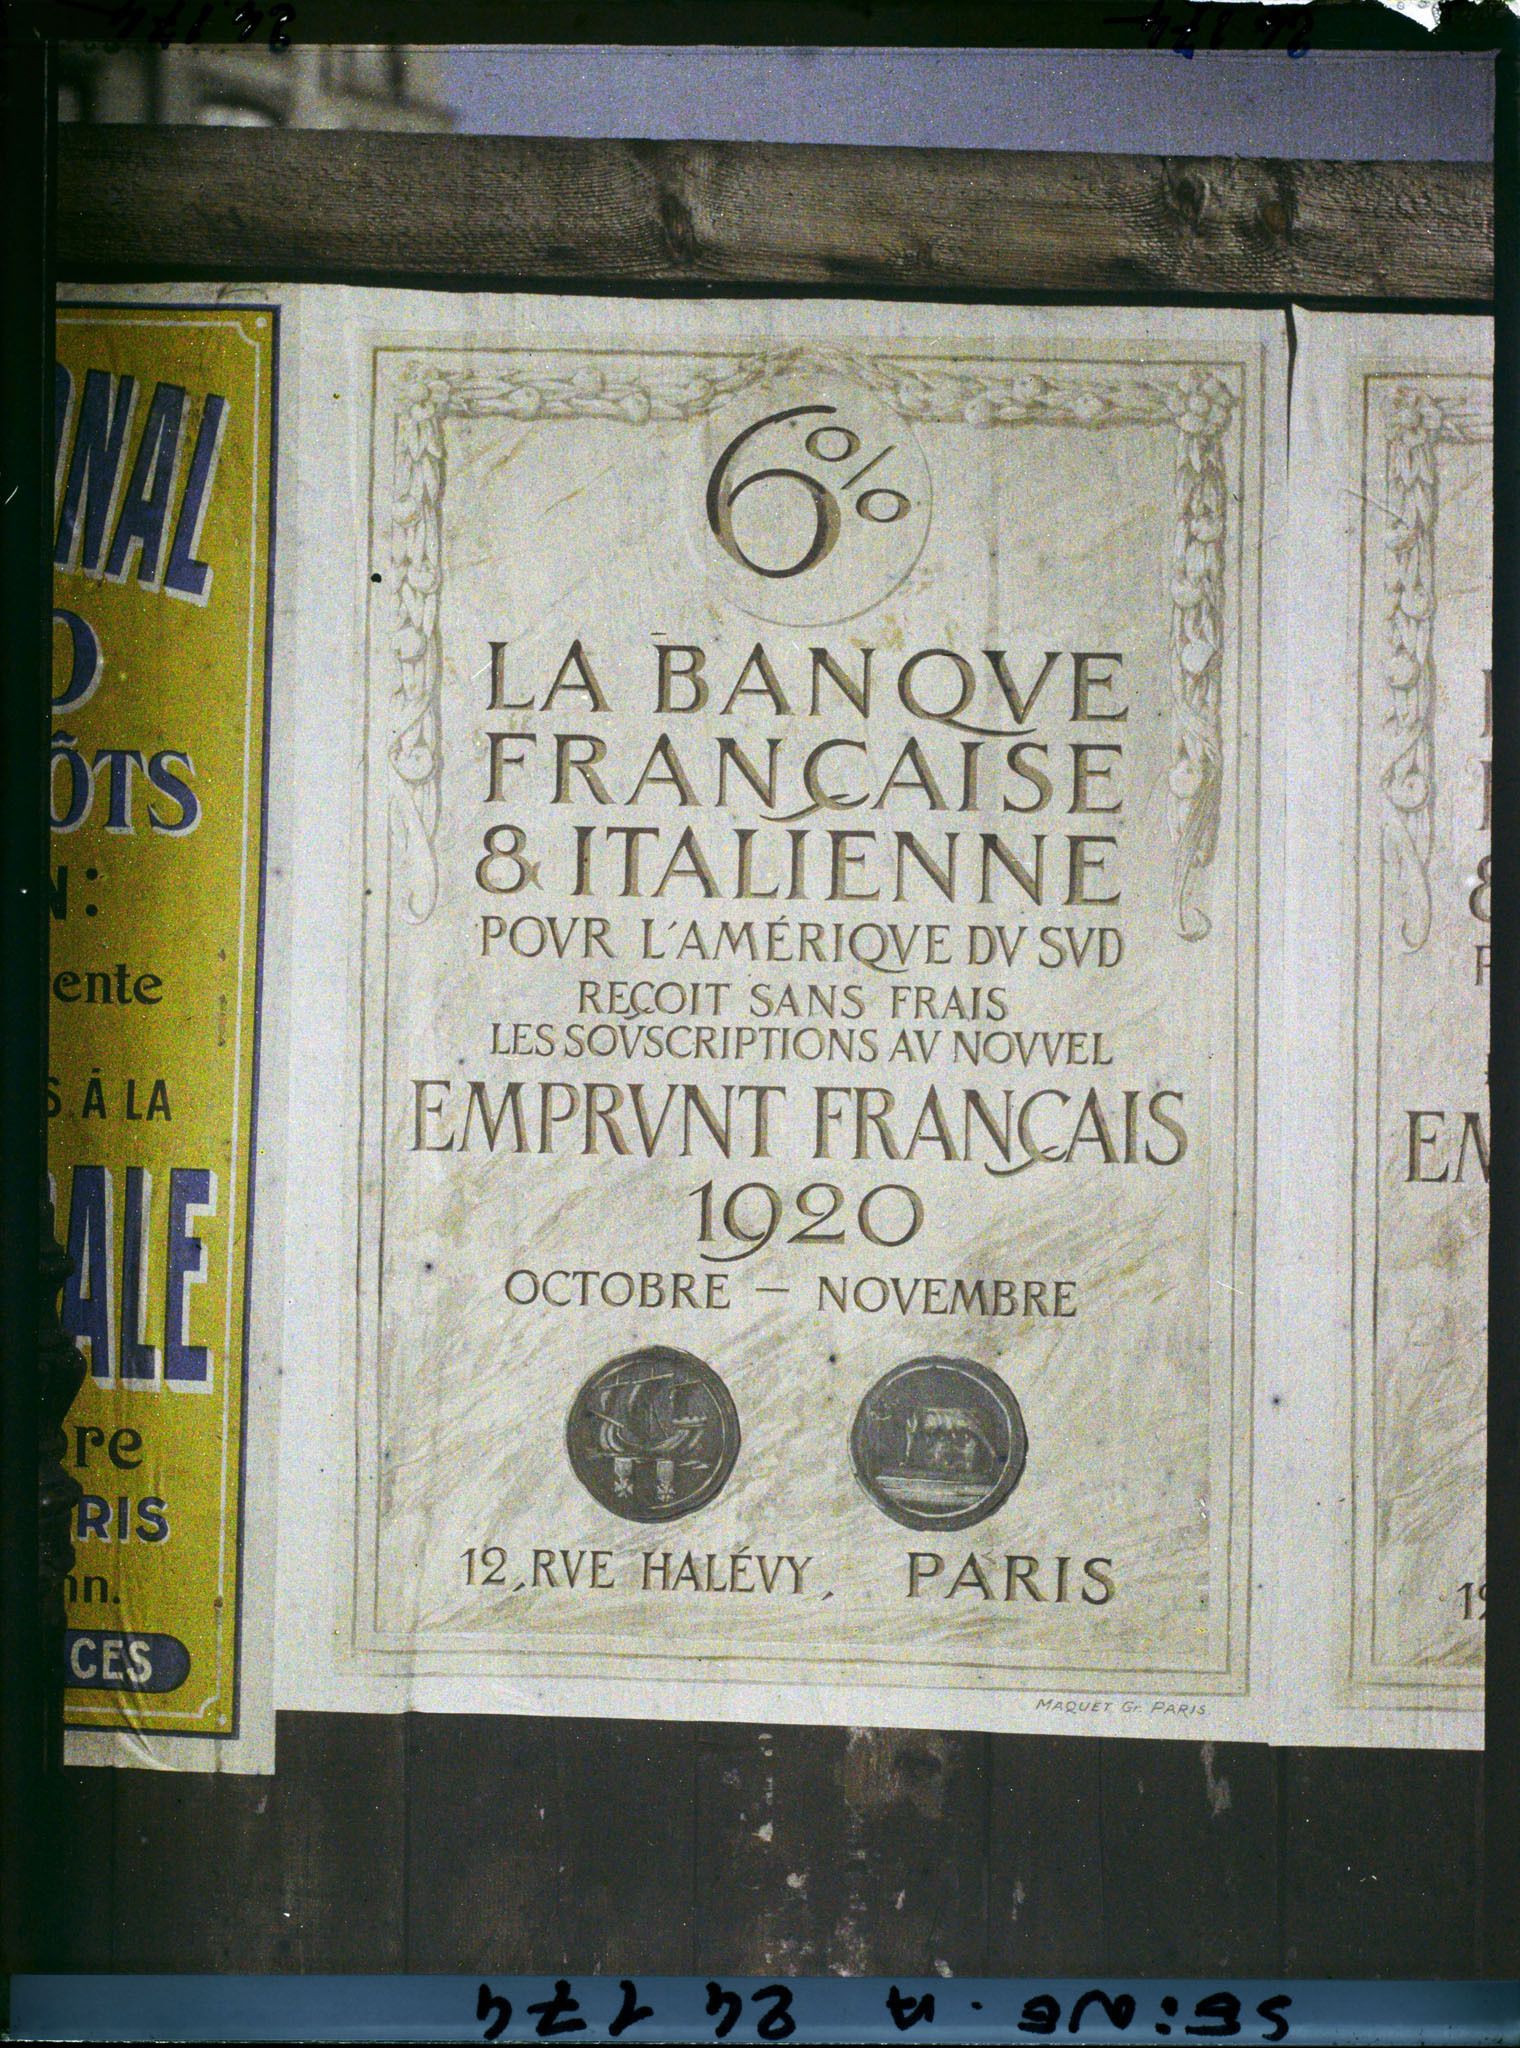 NAL
ÔTS
N:
ente
S À LA
ALE
re
RIS
nn.
CES
6%
LA BANQVE
FRANÇAISE
& ITALIENNE
POVR L'AMÉRIQVE DV SVD
REÇOIT SANS FRAIS
LES SOVSCRIPTIONS AV NOVVEL
EMPRVNT FRANÇAIS
1920
OCTOBRE – NOVEMBRE
12, RVE HALÉVY, PARIS
MAQUET Gr. PARIS
EM
SEINE. A 24 174